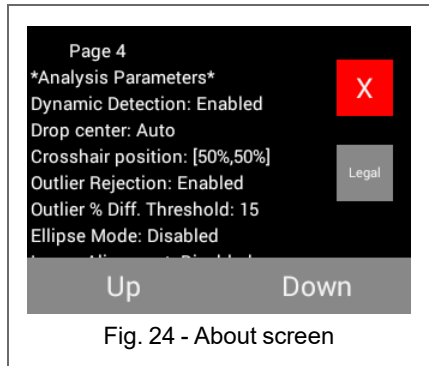 Page 4
*Analysis Parameters*
X
Dynamic Detection: Enabled
Drop center: Auto
Crosshair position: [50%,50%]
Legal
Outlier Rejection: Enabled
Outlier % Diff. Threshold: 15
Ellipse Mode: Disabled
Up Down
Fig. 24 - About screen